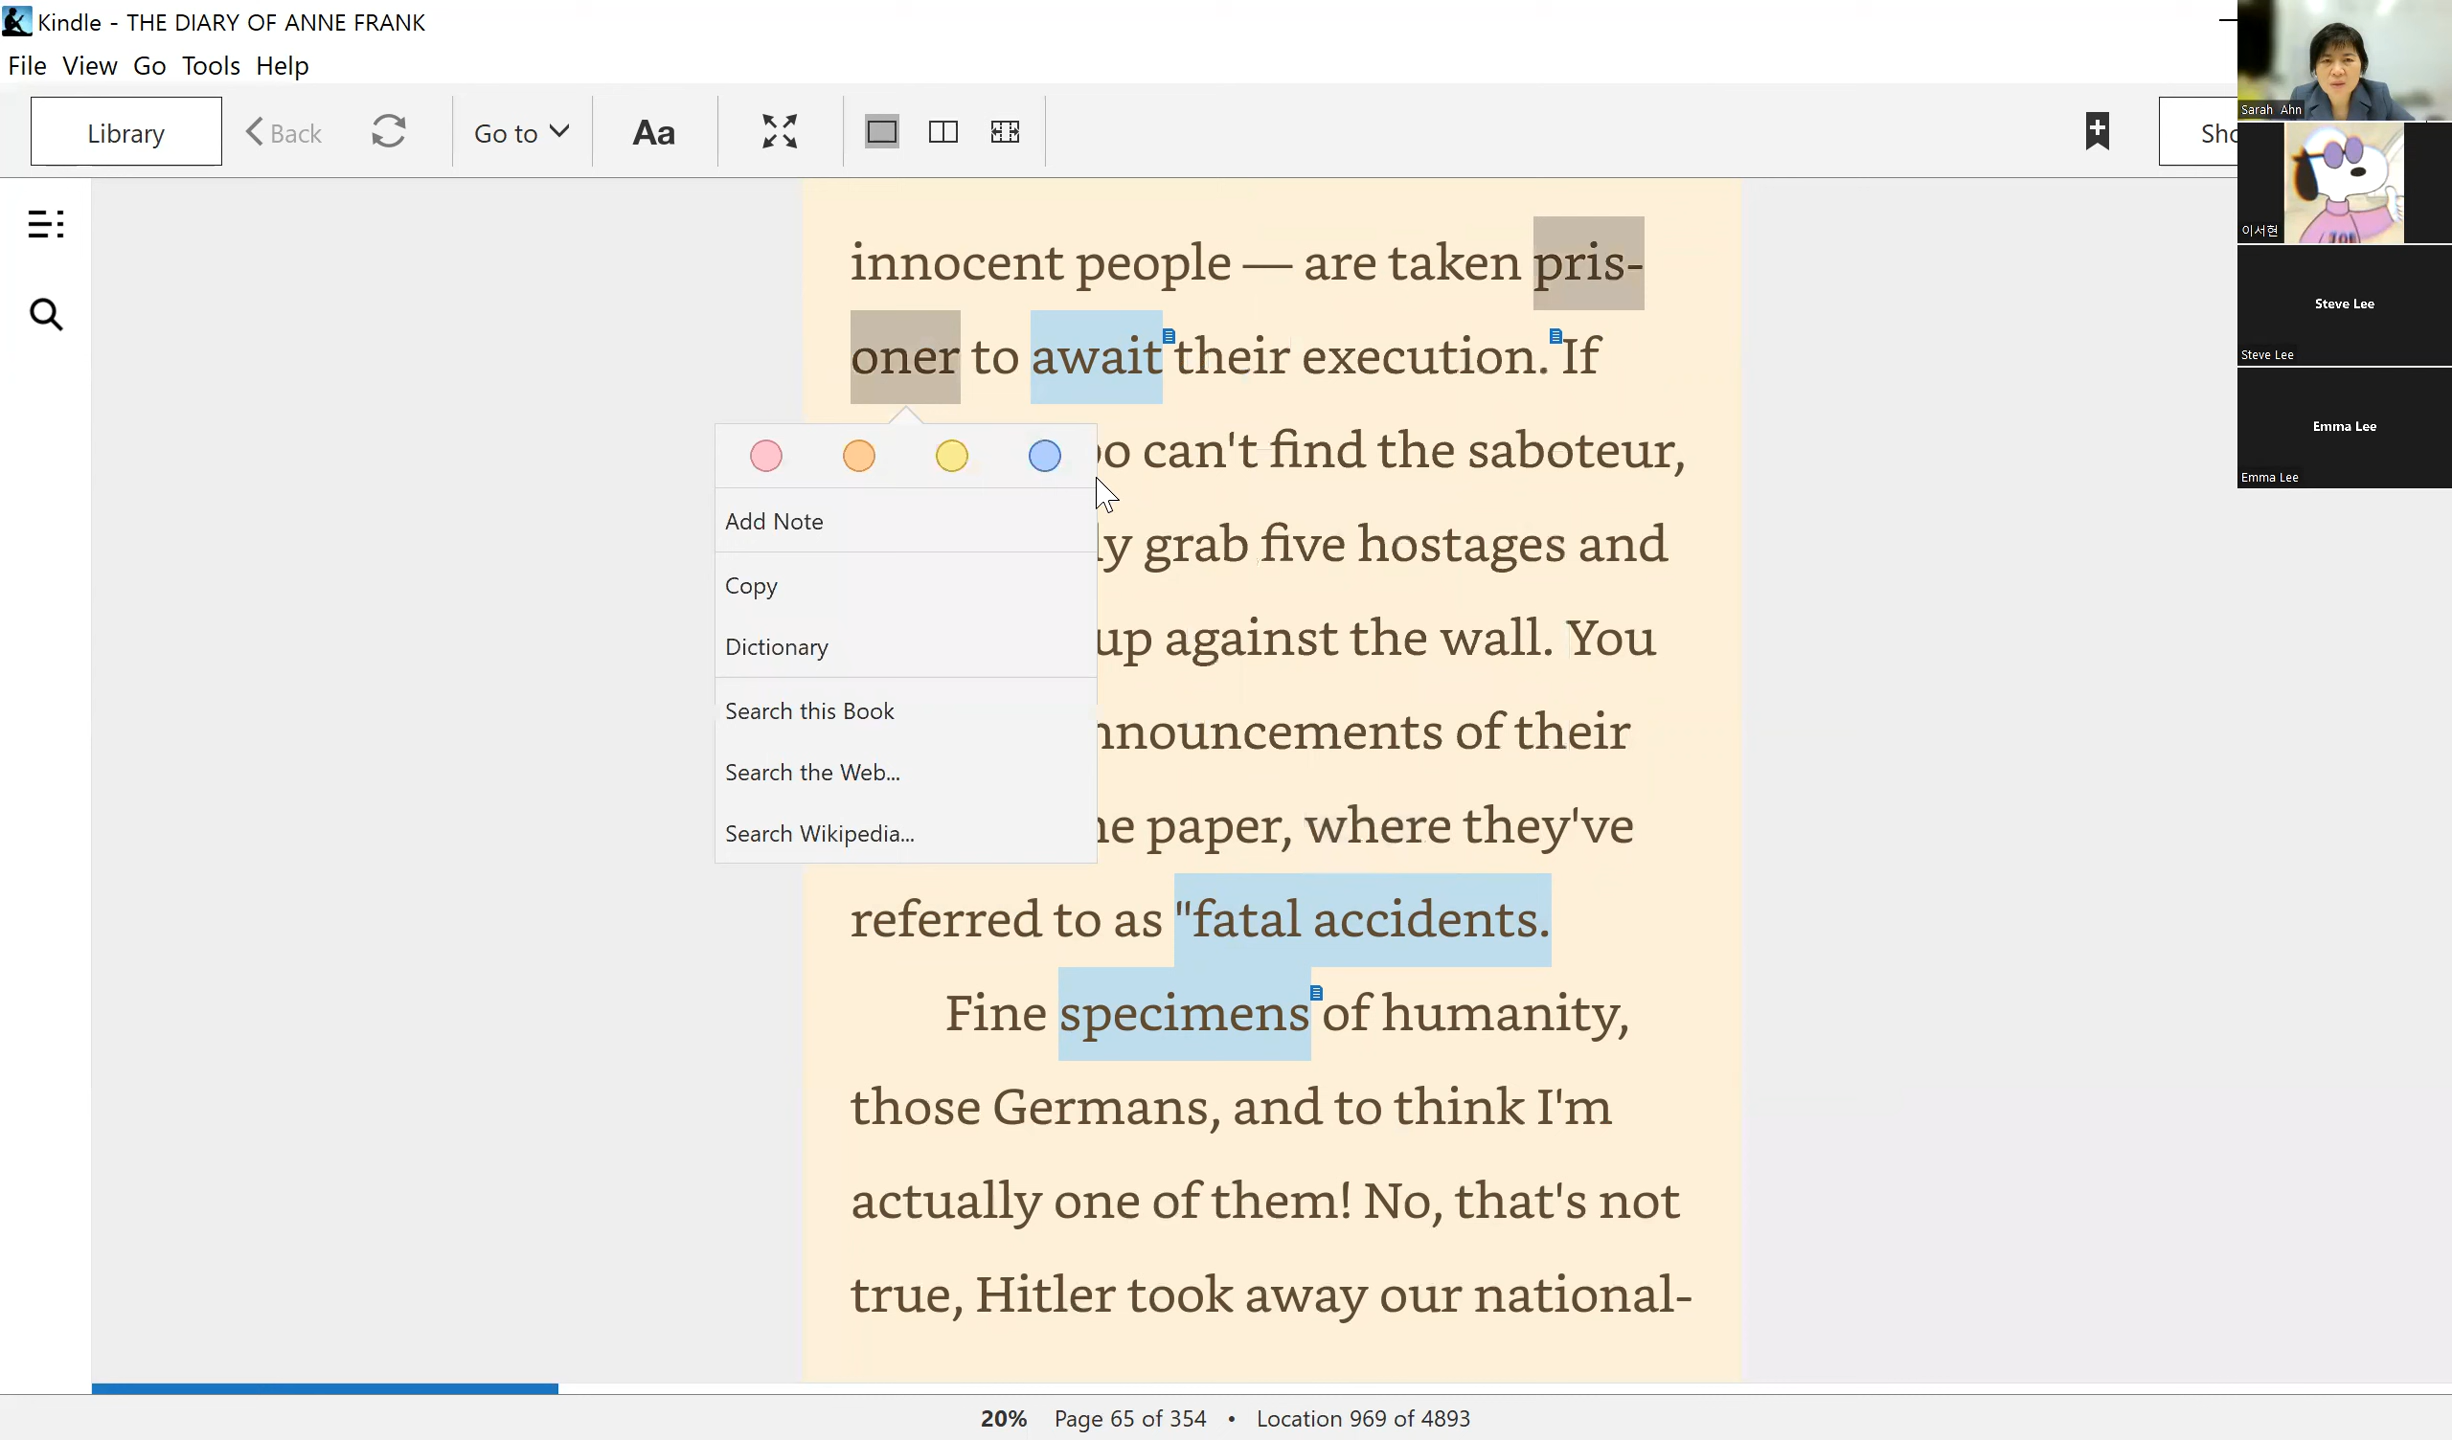 Kindle - THE DIARY OF ANNE FRANK
File View Go Tools Help
Library
Back
Go to
Aa
Sho
Sarah Ahn
이서현
Steve Lee
Steve Lee
Emma Lee
Emma Lee
innocent people — are taken pris-
oner to await their execution. If
o can't find the saboteur,
ly grab five hostages and
up against the wall. You
nnouncements of their
he paper, where they've
referred to as "fatal accidents.
Fine specimens of humanity,
those Germans, and to think I'm
actually one of them! No, that's not
true, Hitler took away our national-
Add Note
Copy
Dictionary
Search this Book
Search the Web...
Search Wikipedia...
20% Page 65 of 354 • Location 969 of 4893